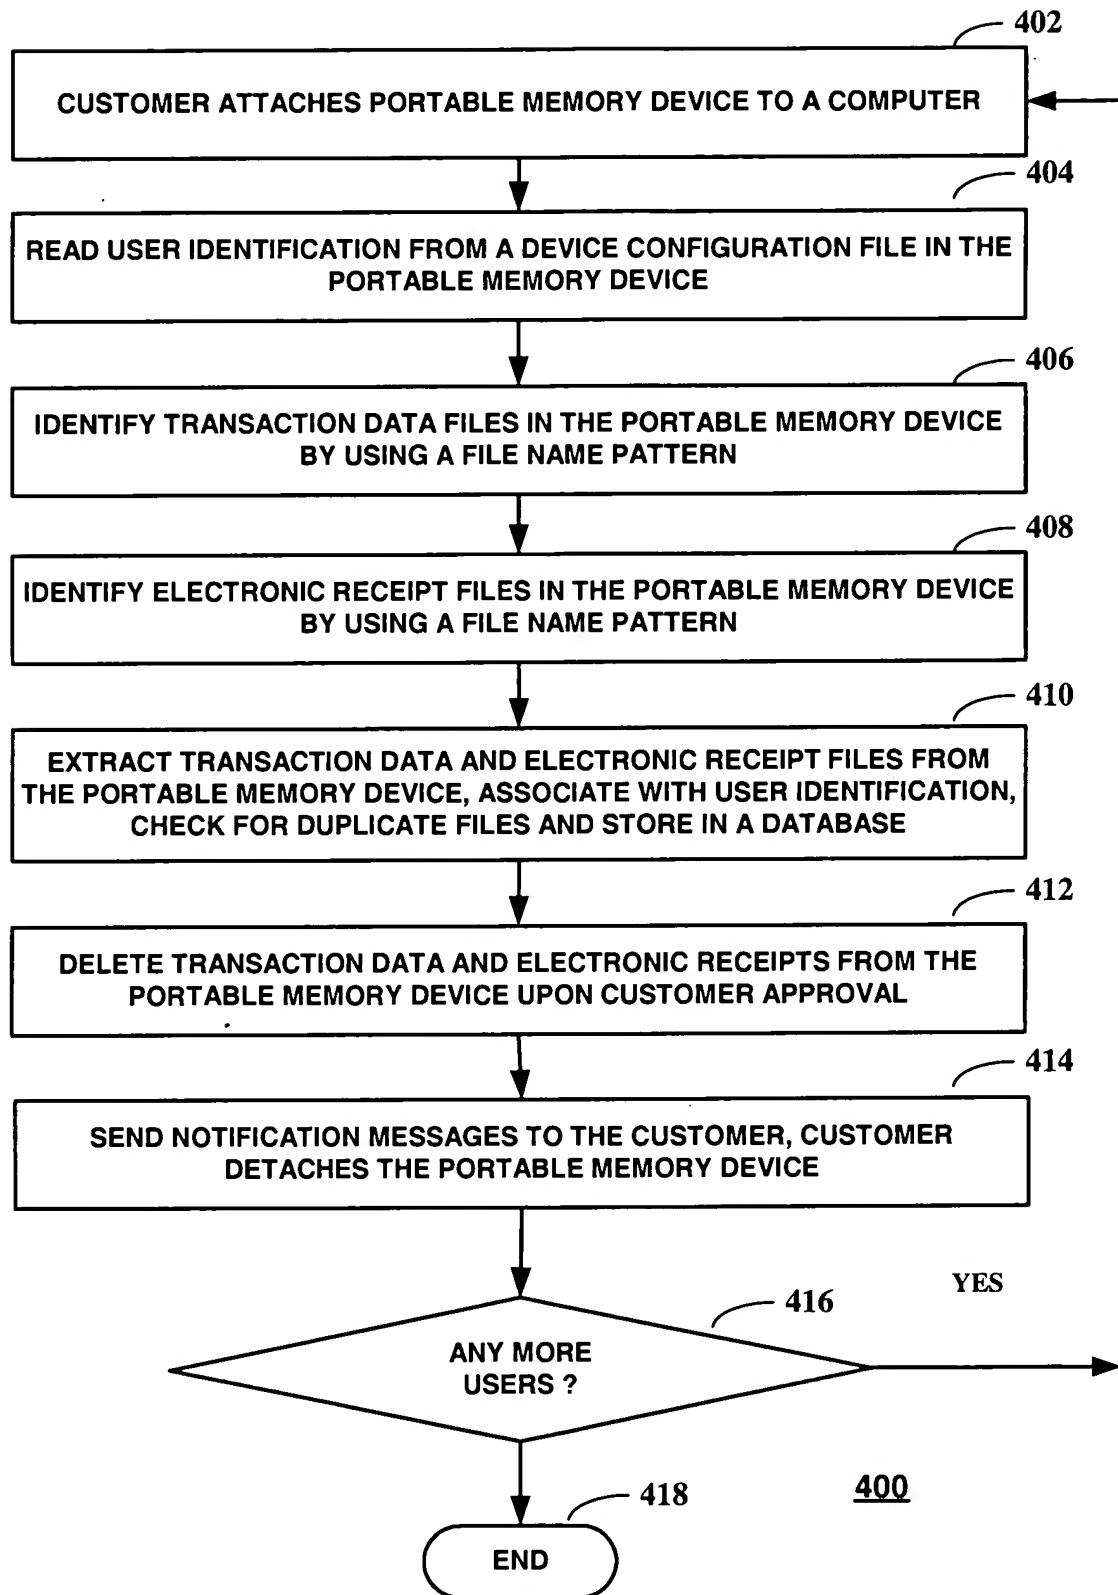 402
CUSTOMER ATTACHES PORTABLE MEMORY DEVICE TO A COMPUTER
404
READ USER IDENTIFICATION FROM A DEVICE CONFIGURATION FILE IN THE
PORTABLE MEMORY DEVICE
406
IDENTIFY TRANSACTION DATA FILES IN THE PORTABLE MEMORY DEVICE
BY USING A FILE NAME PATTERN
408
IDENTIFY ELECTRONIC RECEIPT FILES IN THE PORTABLE MEMORY DEVICE
BY USING A FILE NAME PATTERN
410
EXTRACT TRANSACTION DATA AND ELECTRONIC RECEIPT FILES FROM
THE PORTABLE MEMORY DEVICE, ASSOCIATE WITH USER IDENTIFICATION,
CHECK FOR DUPLICATE FILES AND STORE IN A DATABASE
412
DELETE TRANSACTION DATA AND ELECTRONIC RECEIPTS FROM THE
PORTABLE MEMORY DEVICE UPON CUSTOMER APPROVAL
414
SEND NOTIFICATION MESSAGES TO THE CUSTOMER, CUSTOMER
DETACHES THE PORTABLE MEMORY DEVICE
YES
416
ANY MORE
USERS ?
400
418
END